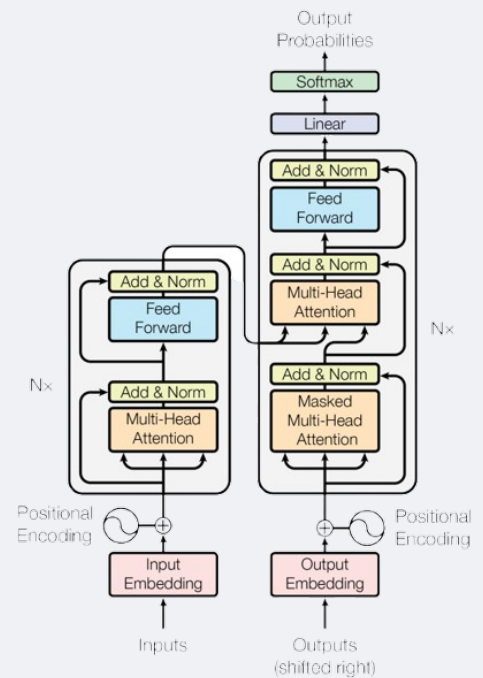 Output
Probabilities
Softmax
Linear
Add & Norm
Feed
Forward
Add & Norm
Multi-Head
Attention
Add & Norm
Masked
Multi-Head
Attention
N×
Add & Norm
Feed
Forward
Add & Norm
Multi-Head
Attention
N×
Positional
Encoding
Positional
Encoding
Input
Embedding
Output
Embedding
Inputs
Outputs
(shifted right)